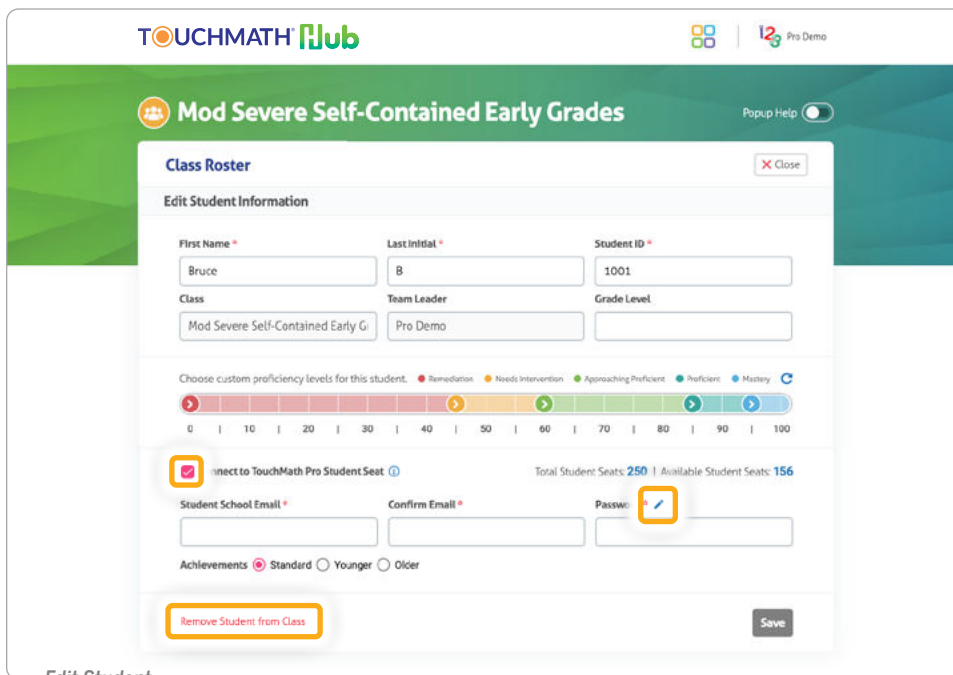 TOUCHMATH Hub
123 Pro Demo
Mod Severe Self-Contained Early Grades
Popup Help
Class Roster
Close
Edit Student Information
First Name *
Last Initial *
Student ID *
Bruce
B
1001
Class
Team Leader
Grade Level
Mod Severe Self-Contained Early G
Pro Demo
Choose custom proficiency levels for this student.
Remediation
Needs Intervention
Approaching Proficient
Proficient
Mastery
0 | 10 | 20 | 30 | 40 | 50 | 60 | 70 | 80 | 90 | 100
nnect to TouchMath Pro Student Seat
Total Student Seats: 250 | Available Student Seats: 156
Student School Email *
Confirm Email *
Passwo *
Achievements Standard Younger Older
Remove Student from Class
Save
Edit Student